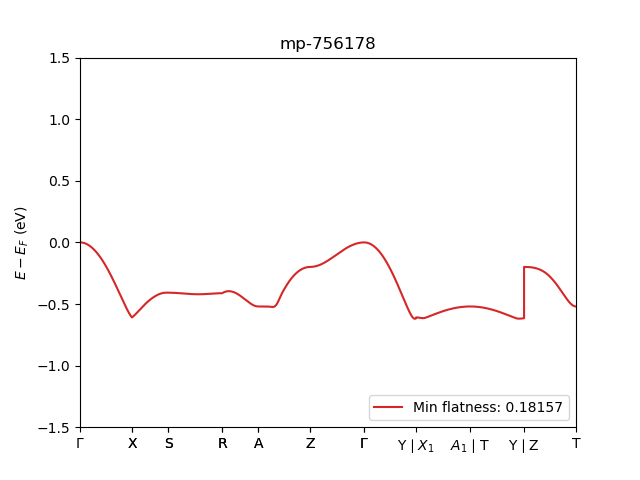 mp-756178
E − E_F (eV)
1.5
1.0
0.5
0.0
−0.5
−1.0
−1.5
Min flatness: 0.18157
Γ X S R A Z Γ Y | X₁ A₁ | T Y | Z T